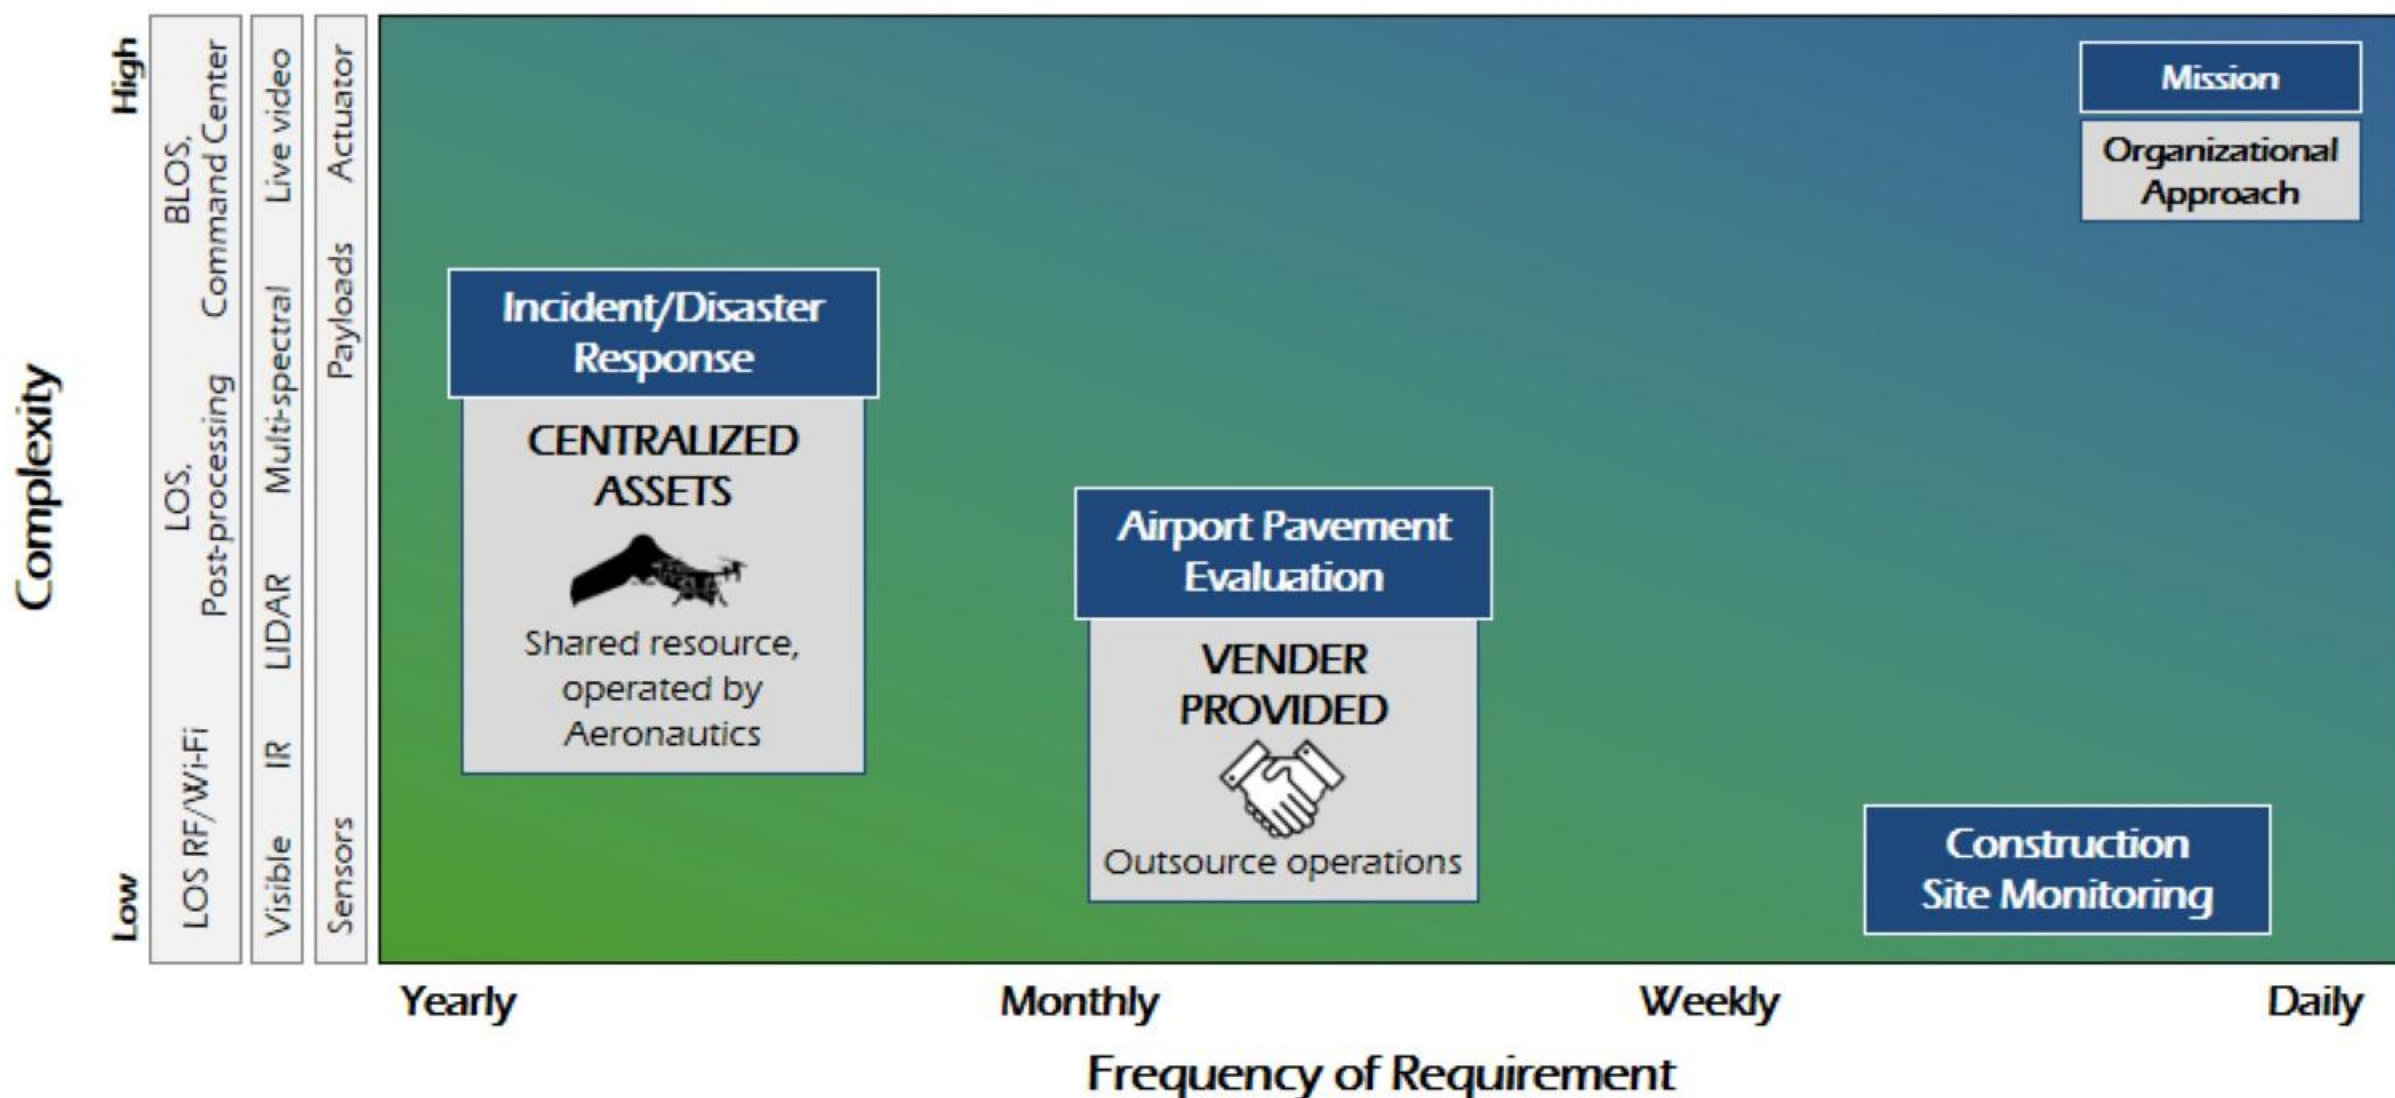 Complexity
High
Low
BLOS,
Command Center
LOS,
Post-processing
LOS RF/Wi-Fi
Live video
Multi-spectral
LIDAR
IR
Visible
Actuator
Payloads
Sensors
Mission
Organizational
Approach
Incident/Disaster
Response
CENTRALIZED
ASSETS
Shared resource,
operated by
Aeronautics
Airport Pavement
Evaluation
VENDER
PROVIDED
Outsource operations
Construction
Site Monitoring
Yearly
Monthly
Weekly
Daily
Frequency of Requirement